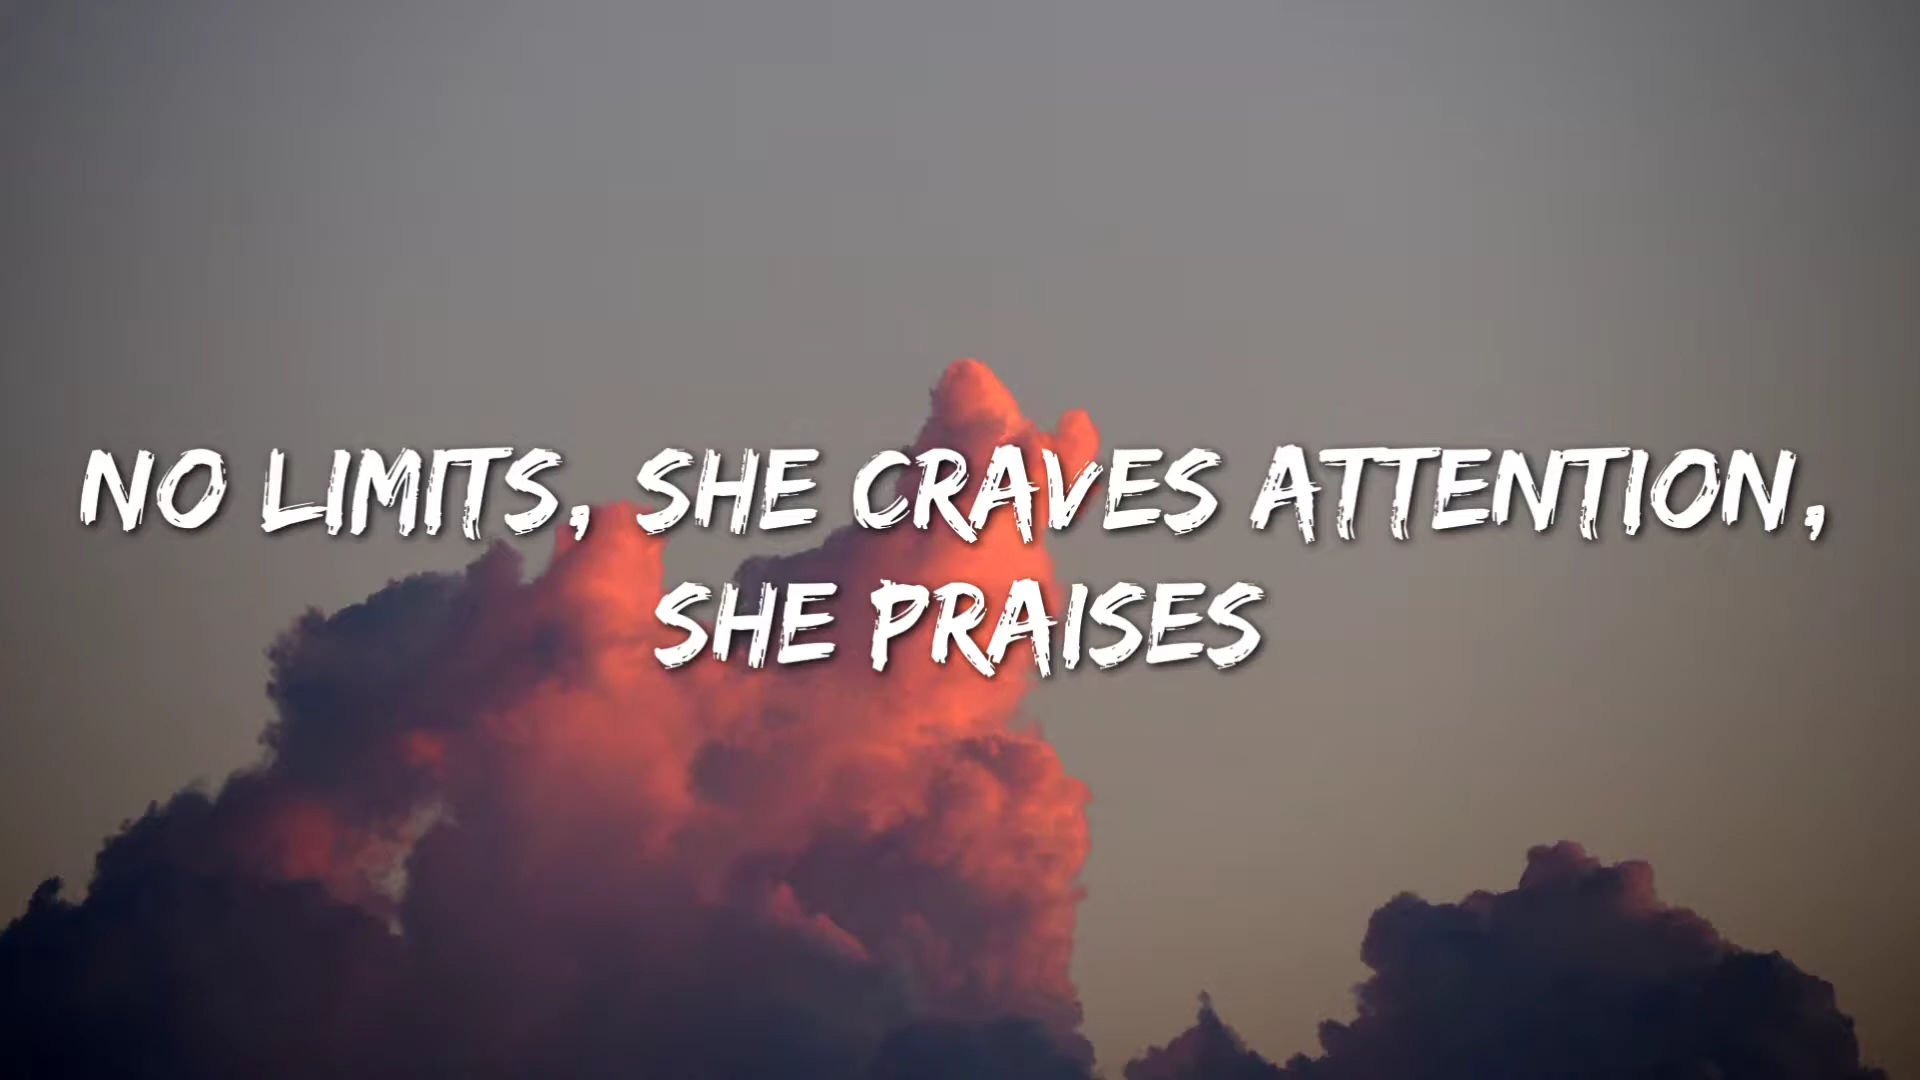 NO LIMITS, SHE CRAVES ATTENTION,
SHE PRAISES